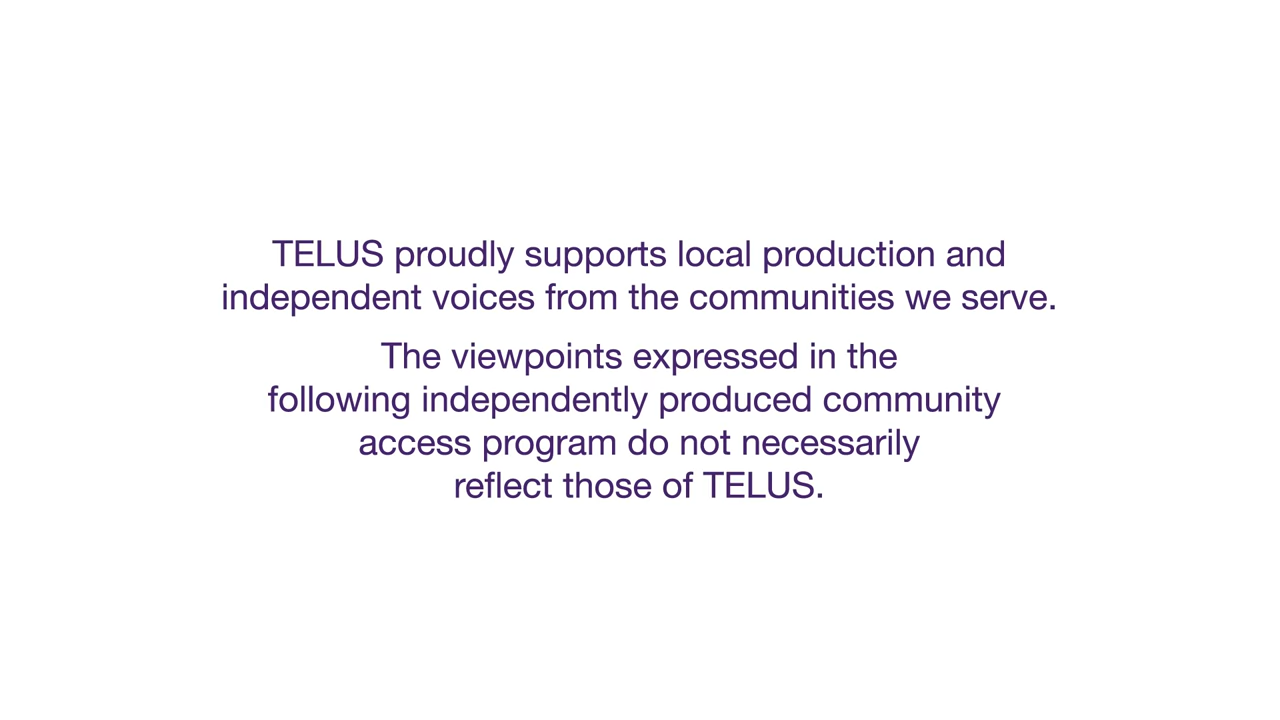 TELUS proudly supports local production and
independent voices from the communities we serve.
The viewpoints expressed in the
following independently produced community
access program do not necessarily
reflect those of TELUS.